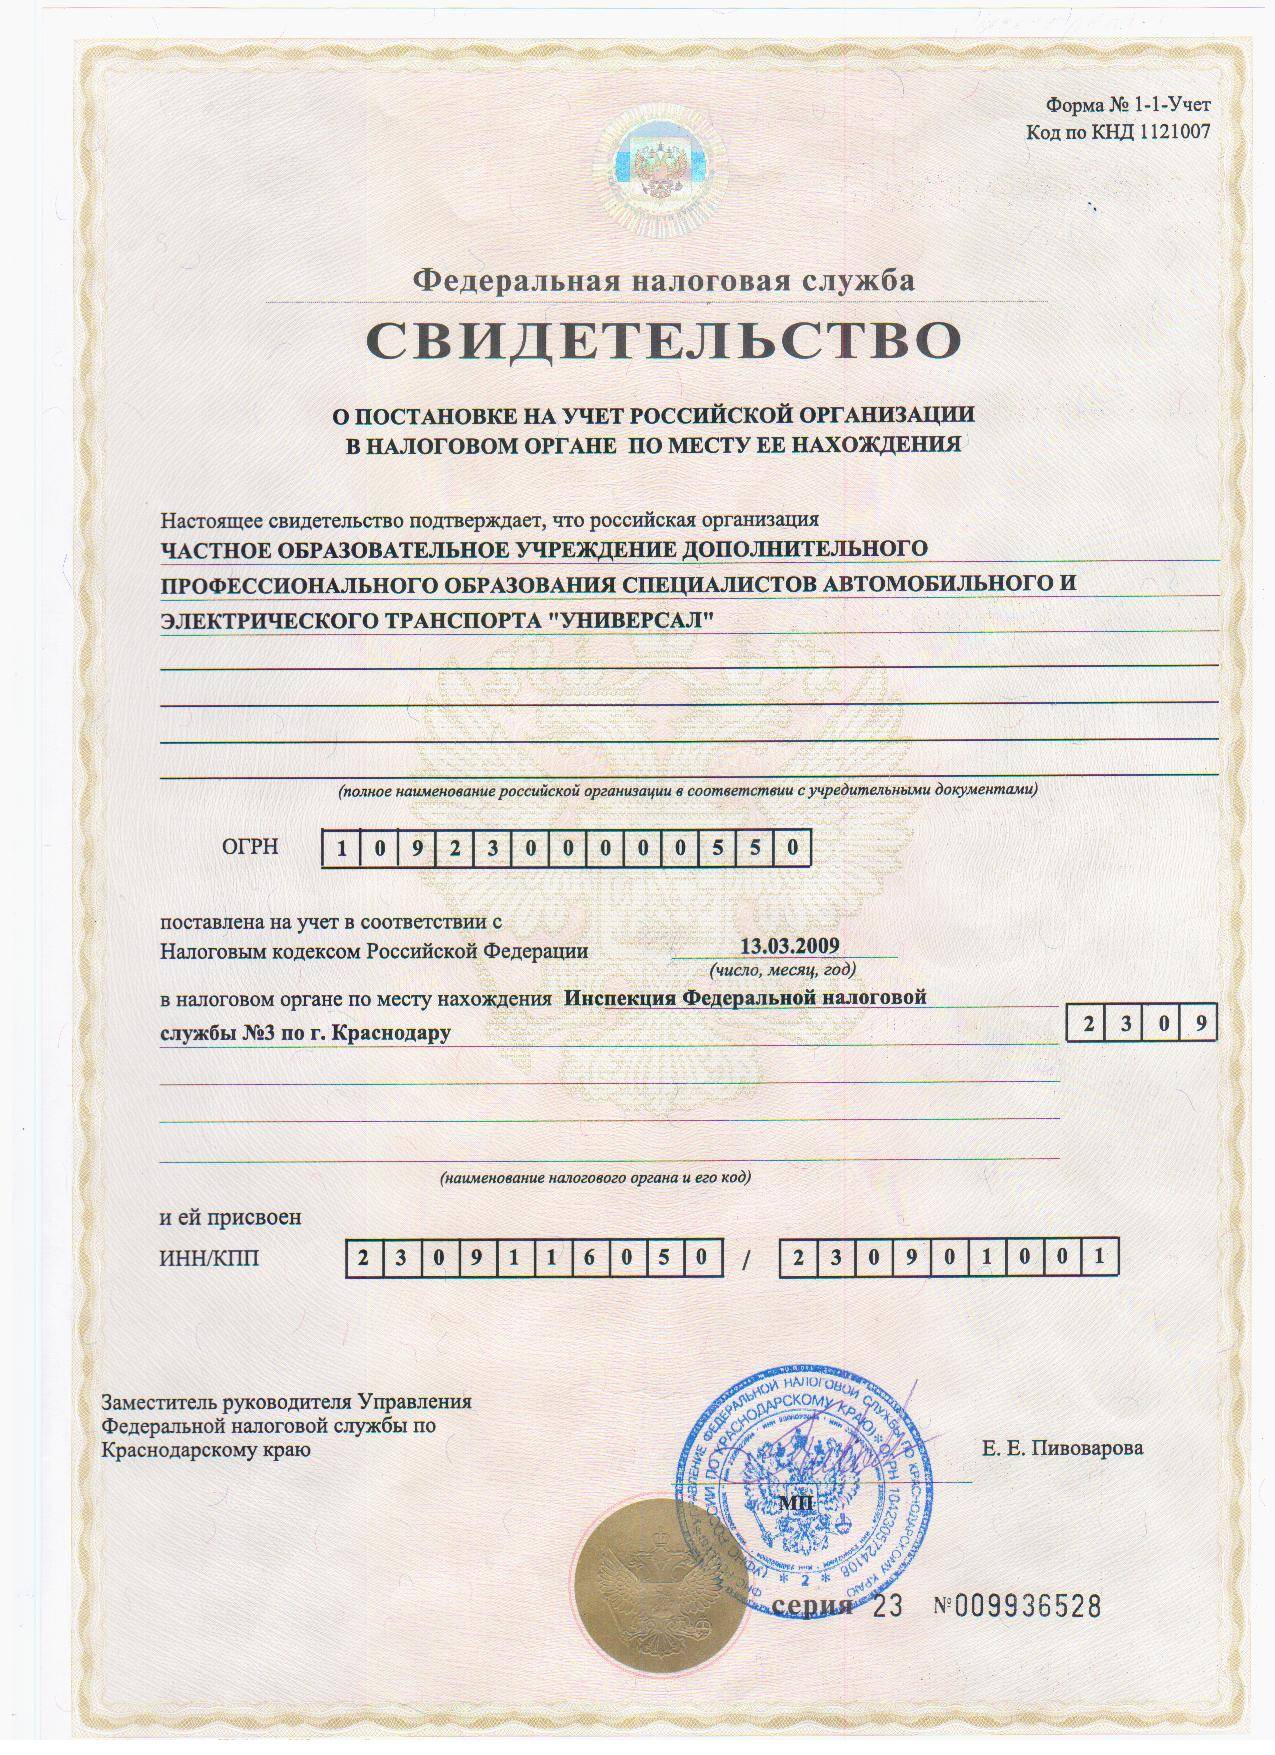 Форма № 1-1-Учет
Код по КНД 1121007
Федеральная налоговая служба
СВИДЕТЕЛЬСТВО
О ПОСТАНОВКЕ НА УЧЕТ РОССИЙСКОЙ ОРГАНИЗАЦИИ
В НАЛОГОВОМ ОРГАНЕ ПО МЕСТУ ЕЕ НАХОЖДЕНИЯ
Настоящее свидетельство подтверждает, что российская организация
ЧАСТНОЕ ОБРАЗОВАТЕЛЬНОЕ УЧРЕЖДЕНИЕ ДОПОЛНИТЕЛЬНОГО
ПРОФЕССИОНАЛЬНОГО ОБРАЗОВАНИЯ СПЕЦИАЛИСТОВ АВТОМОБИЛЬНОГО И
ЭЛЕКТРИЧЕСКОГО ТРАНСПОРТА "УНИВЕРСАЛ"
(полное наименование российской организации в соответствии с учредительными документами)
ОГРН 1 0 9 2 3 0 0 0 0 0 5 5 0
поставлена на учет в соответствии с
Налоговым кодексом Российской Федерации 13.03.2009
(число, месяц, год)
в налоговом органе по месту нахождения Инспекция Федеральной налоговой
службы №3 по г. Краснодару 2 3 0 9
(наименование налогового органа и его код)
и ей присвоен
ИНН/КПП 2 3 0 9 1 1 6 0 5 0 / 2 3 0 9 0 1 0 0 1
Заместитель руководителя Управления
Федеральной налоговой службы по
Краснодарскому краю
Е. Е. Пивоварова
МП
ФЕДЕРАЛЬНОЙ НАЛОГОВОЙ СЛУЖБЫ ПО КРАСНОДАРСКОМУ КРАЮ
ПО КРАСНОДАРСКОМУ КРАЮ) * ОГРН 1042305724108
* 2 *
серия 23 №009936528